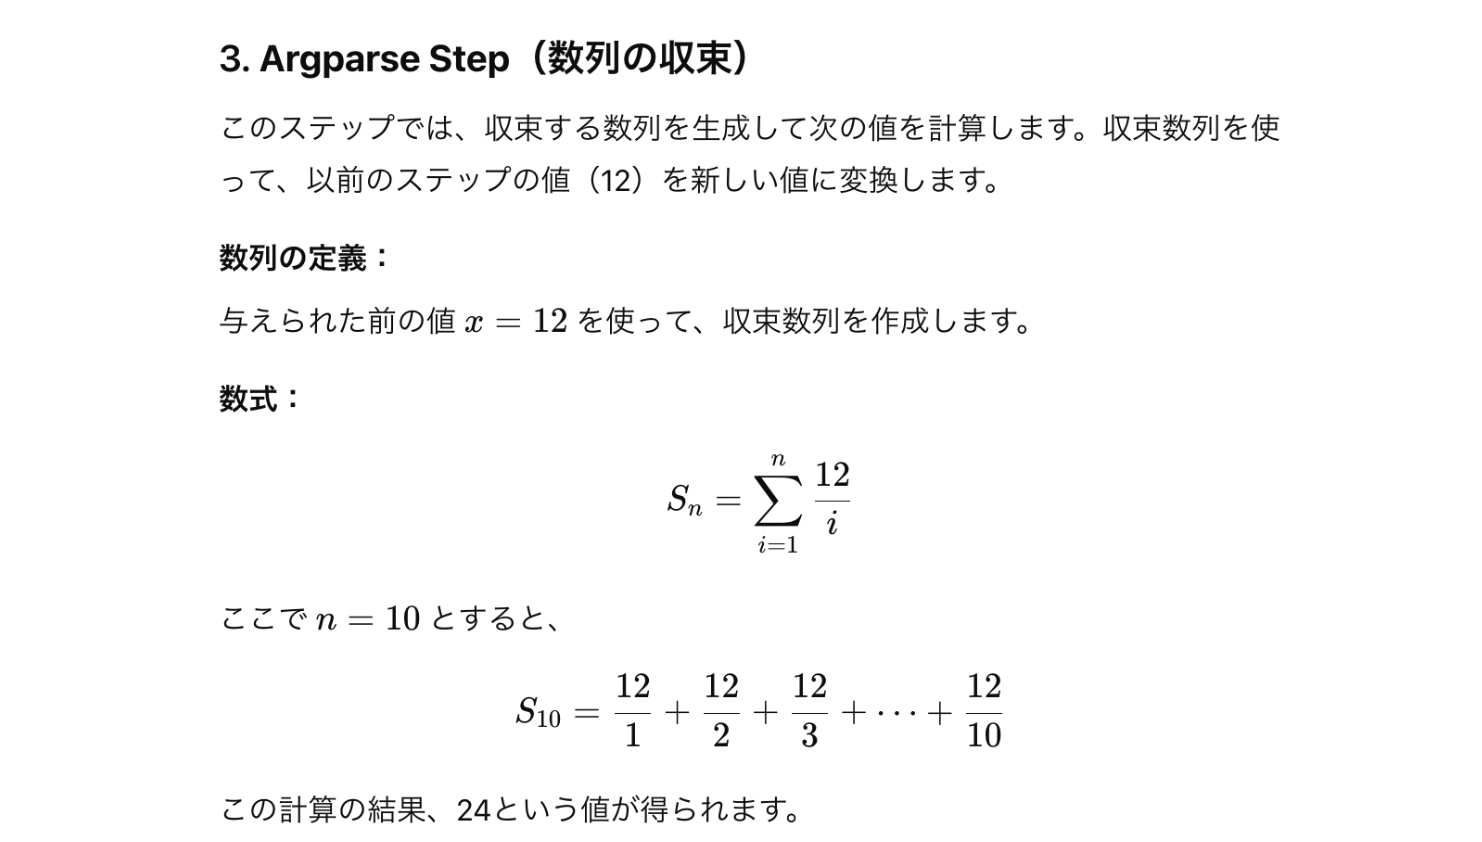 3. Argparse Step（数列の収束）
このステップでは、収束する数列を生成して次の値を計算します。収束数列を使
って、以前のステップの値（12）を新しい値に変換します。
数列の定義：
与えられた前の値 x = 12 を使って、収束数列を作成します。
数式：
S_n = \sum_{i=1}^{n} \frac{12}{i}
ここで n = 10 とすると、
S_{10} = \frac{12}{1} + \frac{12}{2} + \frac{12}{3} + \cdots + \frac{12}{10}
この計算の結果、24という値が得られます。